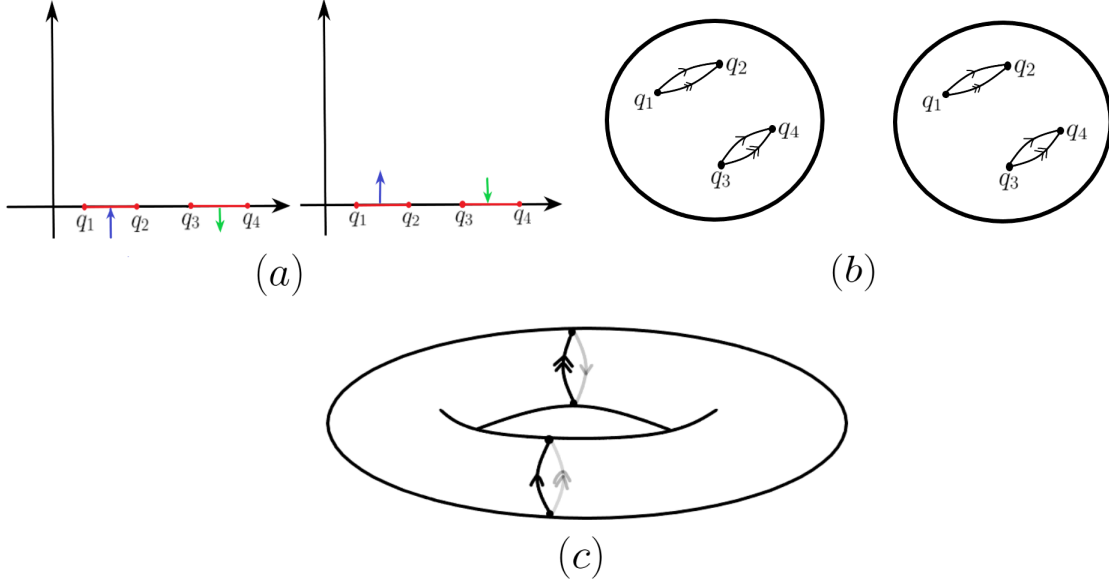 q₁ q₂ q₃ q₄
q₁ q₂ q₃ q₄
(a)
q₁ q₂
q₃ q₄
q₁ q₂
q₃ q₄
(b)
(c)